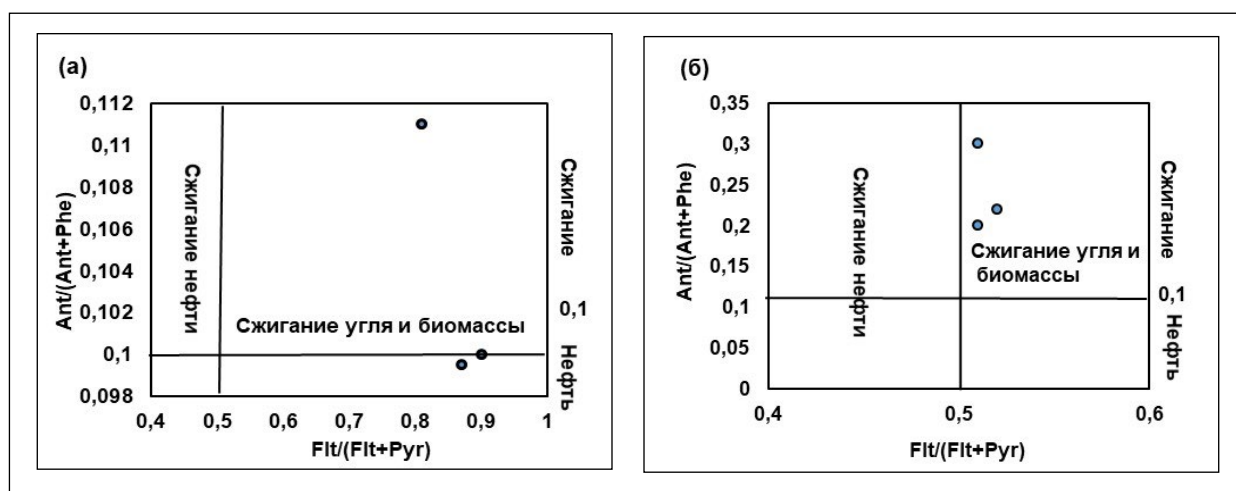 (а)
0,112
0,11
0,108
0,106
0,104
0,102
0,1
0,098
Ant/(Ant+Phe)
Сжигание нефти
Сжигание угля и биомассы
Сжигание
0,1
Нефть
0,4
0,5
0,6
0,7
0,8
0,9
1
Flt/(Flt+Pyr)
(б)
0,35
0,3
0,25
0,2
0,15
0,1
0,05
0
Ant/(Ant+Phe)
Сжигание нефти
Сжигание угля и
биомассы
Сжигание
0,1
Нефть
0,4
0,5
0,6
Flt/(Flt+Pyr)